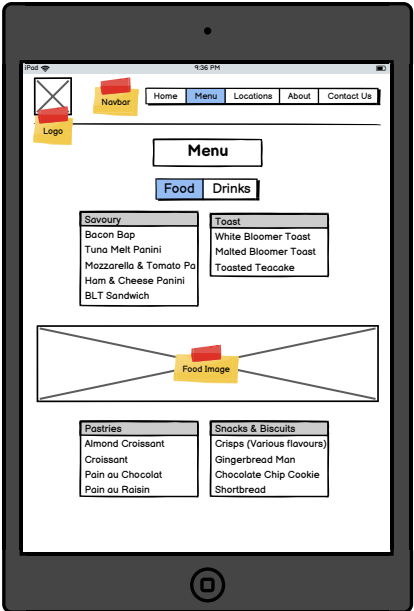 iPad 9:36 PM
Logo
Navbar
Home Menu Locations About Contact Us
Menu
Food Drinks
Savoury
Bacon Bap
Tuna Melt Panini
Mozzarella & Tomato Pa
Ham & Cheese Panini
BLT Sandwich
Toast
White Bloomer Toast
Malted Bloomer Toast
Toasted Teacake
Food Image
Pastries
Almond Croissant
Croissant
Pain au Chocolat
Pain au Raisin
Snacks & Biscuits
Crisps (Various flavours)
Gingerbread Man
Chocolate Chip Cookie
Shortbread